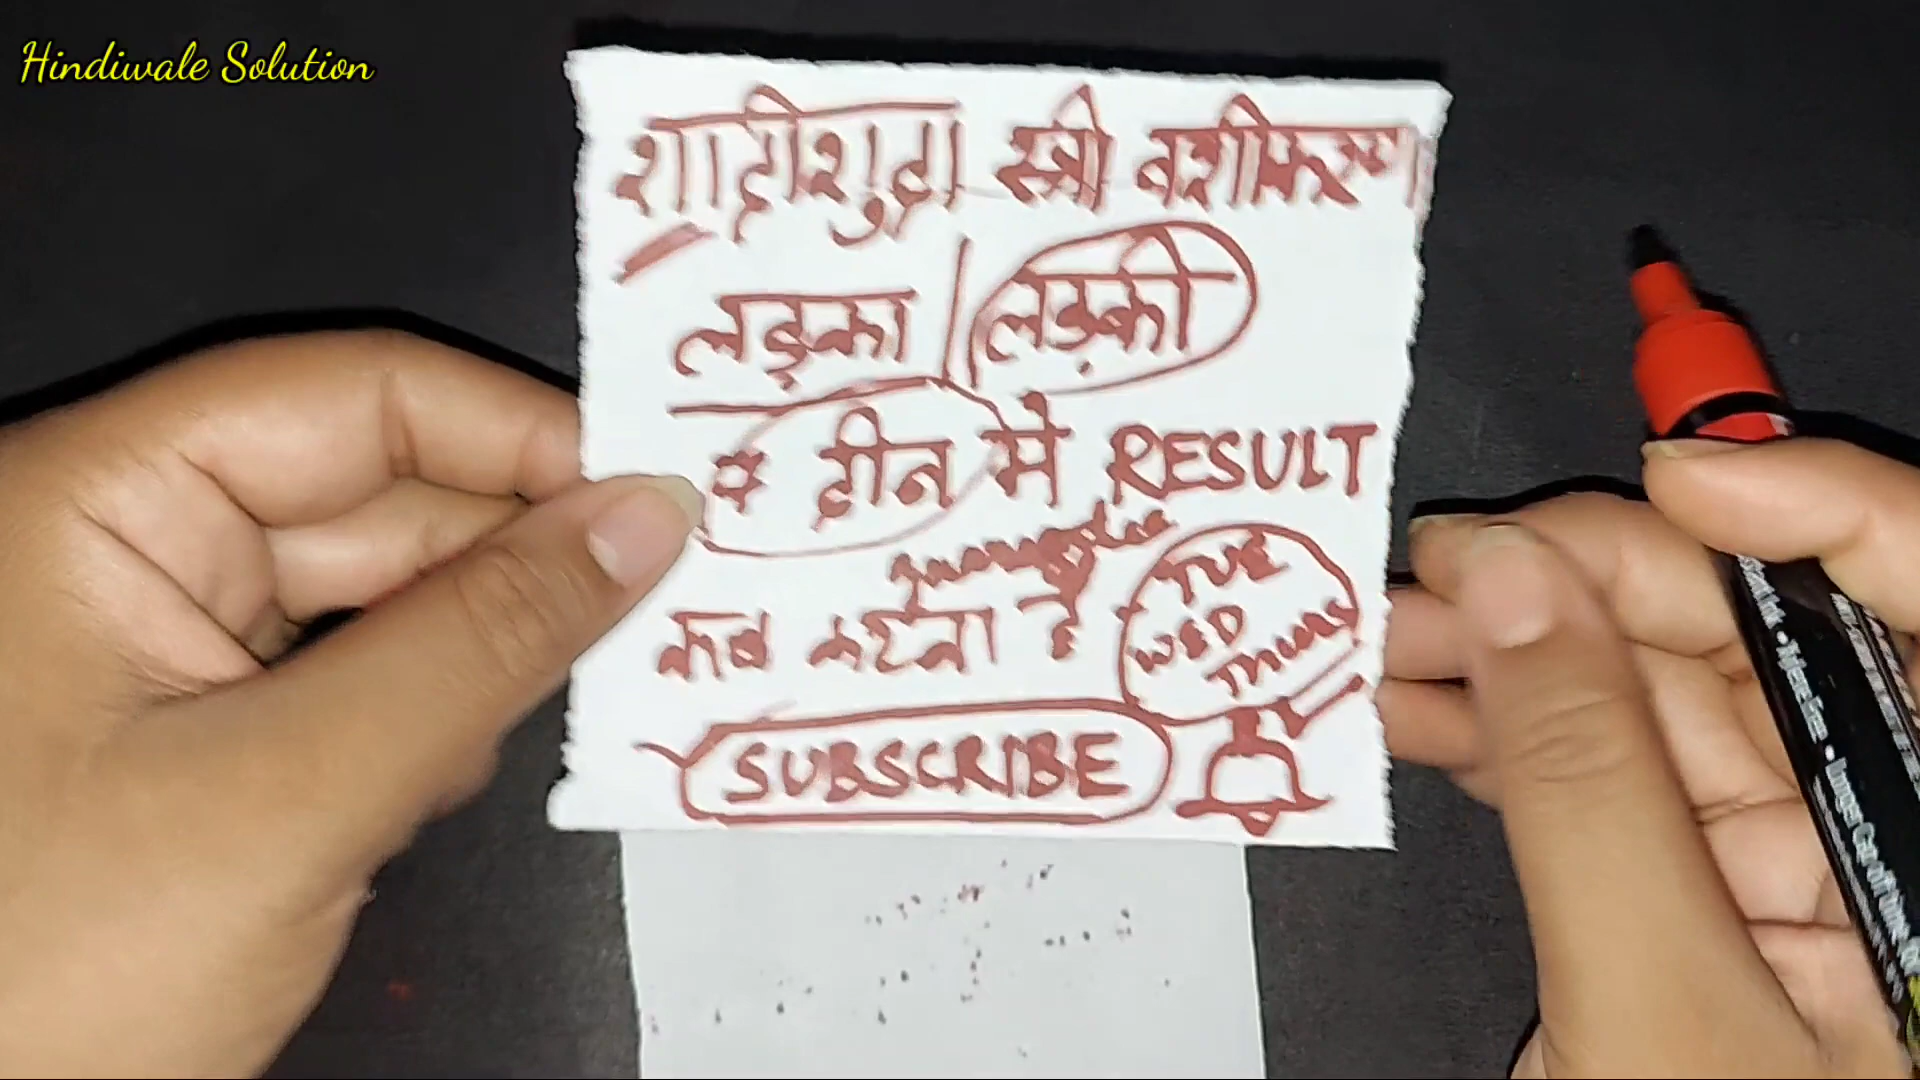 Hindiwale Solution
शादीशुदा स्त्री वशीकरण
लड़का / लड़की
दीन में RESULT
TUE
कब करना है WED
THURS
SUBSCRIBE